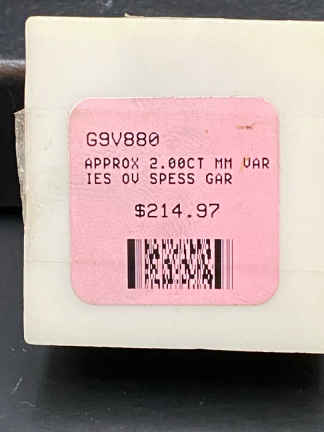 G9V880
APPROX 2.00CT MM VAR
IES OV SPESS GAR
$214.97